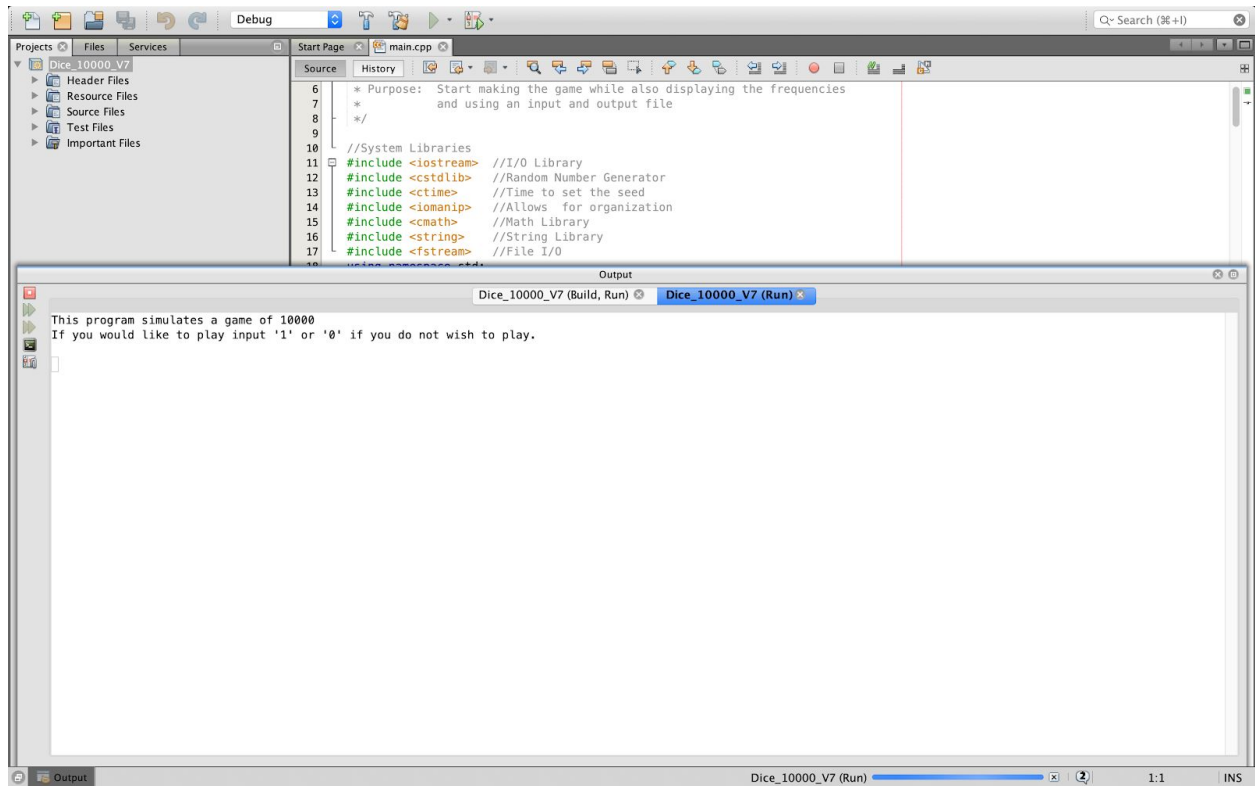 Debug
Search (⌘+I)
Projects Files Services
Start Page main.cpp
Dice_10000_V7
Header Files
Resource Files
Source Files
Test Files
Important Files
Source History
6 * Purpose:  Start making the game while also displaying the frequencies
7 *           and using an input and output file
8 */
9
10 //System Libraries
11 #include <iostream>  //I/O Library
12 #include <cstdlib>   //Random Number Generator
13 #include <ctime>     //Time to set the seed
14 #include <iomanip>   //Allows  for organization
15 #include <cmath>     //Math Library
16 #include <string>    //String Library
17 #include <fstream>   //File I/O
18 using namespace std;
Output
Dice_10000_V7 (Build, Run) Dice_10000_V7 (Run)
This program simulates a game of 10000
If you would like to play input '1' or '0' if you do not wish to play.
Output
Dice_10000_V7 (Run) 2 1:1 INS